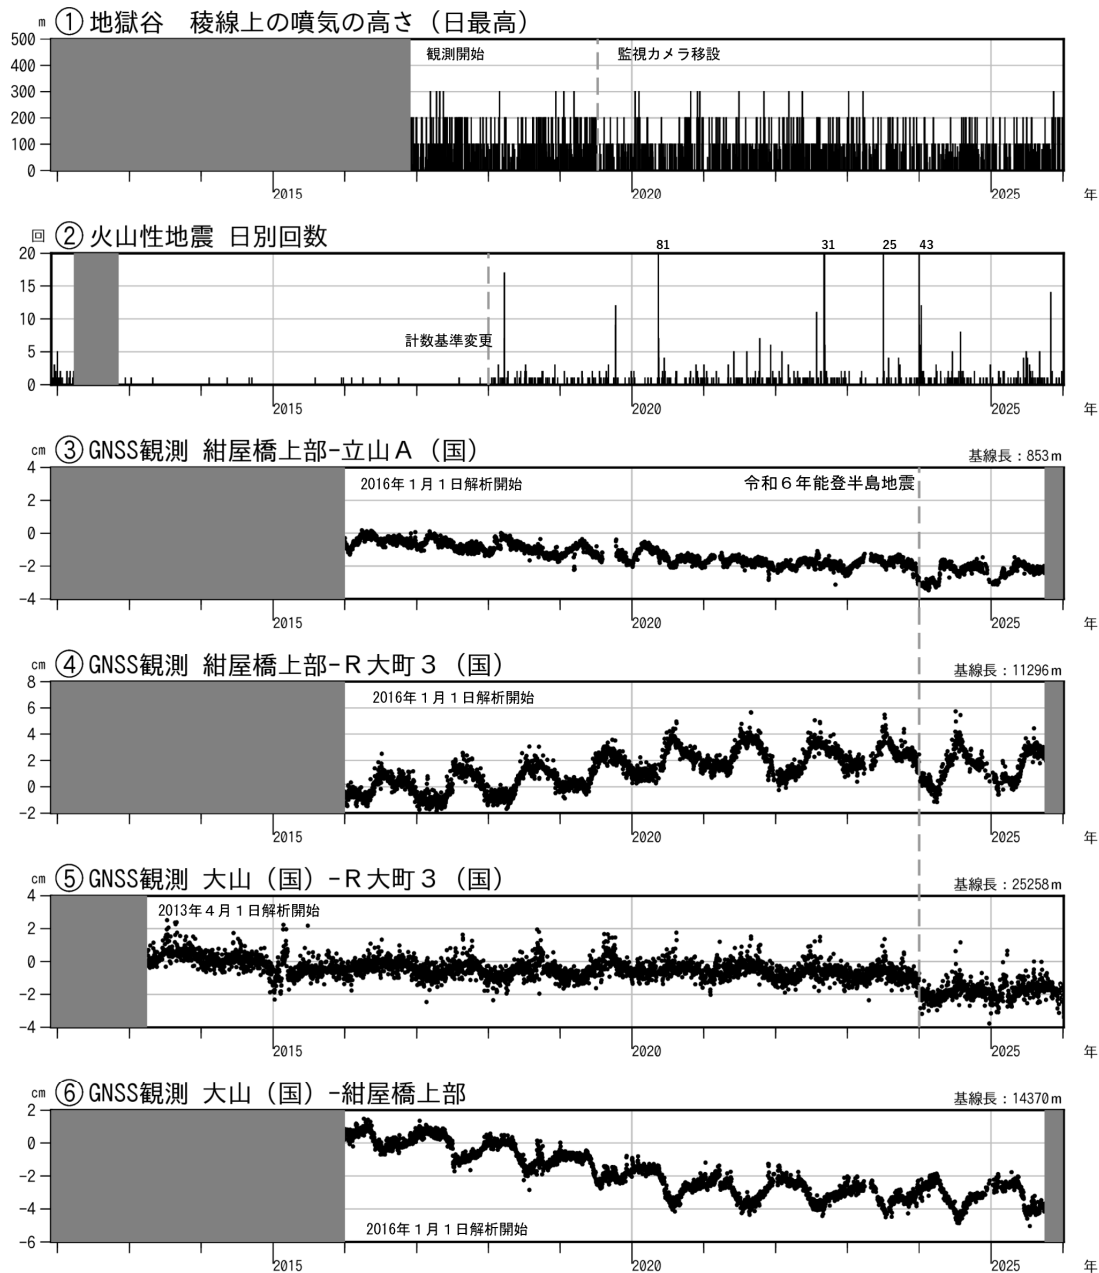 m ① 地獄谷 稜線上の噴気の高さ（日最高）
500
観測開始
監視カメラ移設
400
300
200
100
0
2015
2020
2025
年
回 ② 火山性地震 日別回数
81
31
25
43
20
15
10
計数基準変更
5
0
2015
2020
2025
年
cm ③ GNSS観測 紺屋橋上部-立山Ａ（国）
基線長：853m
4
2016年１月１日解析開始
令和６年能登半島地震
2
0
-2
-4
2015
2020
2025
年
cm ④ GNSS観測 紺屋橋上部-Ｒ大町３（国）
基線長：11296m
8
2016年１月１日解析開始
6
4
2
0
-2
2015
2020
2025
年
cm ⑤ GNSS観測 大山（国）-Ｒ大町３（国）
基線長：25258m
4
2013年４月１日解析開始
2
0
-2
-4
2015
2020
2025
年
cm ⑥ GNSS観測 大山（国）-紺屋橋上部
基線長：14370m
2
0
-2
-4
2016年１月１日解析開始
-6
2015
2020
2025
年